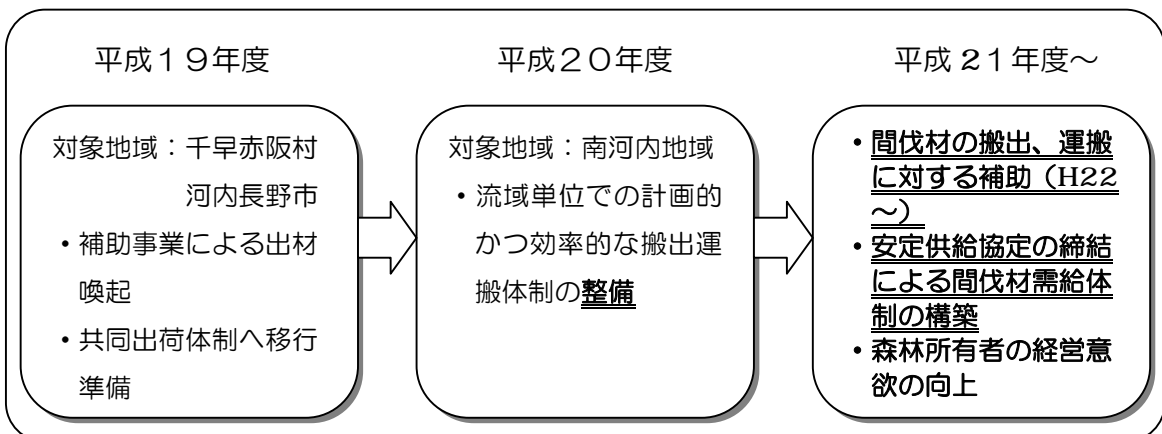 平成１９年度
対象地域：千早赤阪村
河内長野市
・補助事業による出材
喚起
・共同出荷体制へ移行
準備
平成２０年度
対象地域：南河内地域
・流域単位での計画的
かつ効率的な搬出運
搬体制の整備
平成 21年度～
・間伐材の搬出、運搬
に対する補助（H22
～）
・安定供給協定の締結
による間伐材需給体
制の構築
・森林所有者の経営意
欲の向上